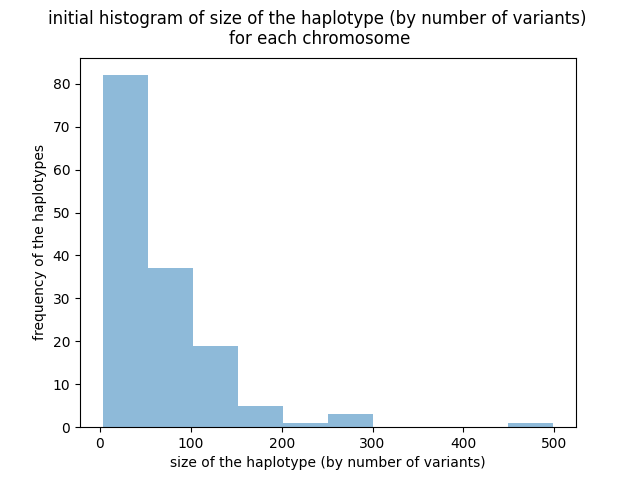 initial histogram of size of the haplotype (by number of variants)
for each chromosome
frequency of the haplotypes
80
70
60
50
40
30
20
10
0
0 100 200 300 400 500
size of the haplotype (by number of variants)